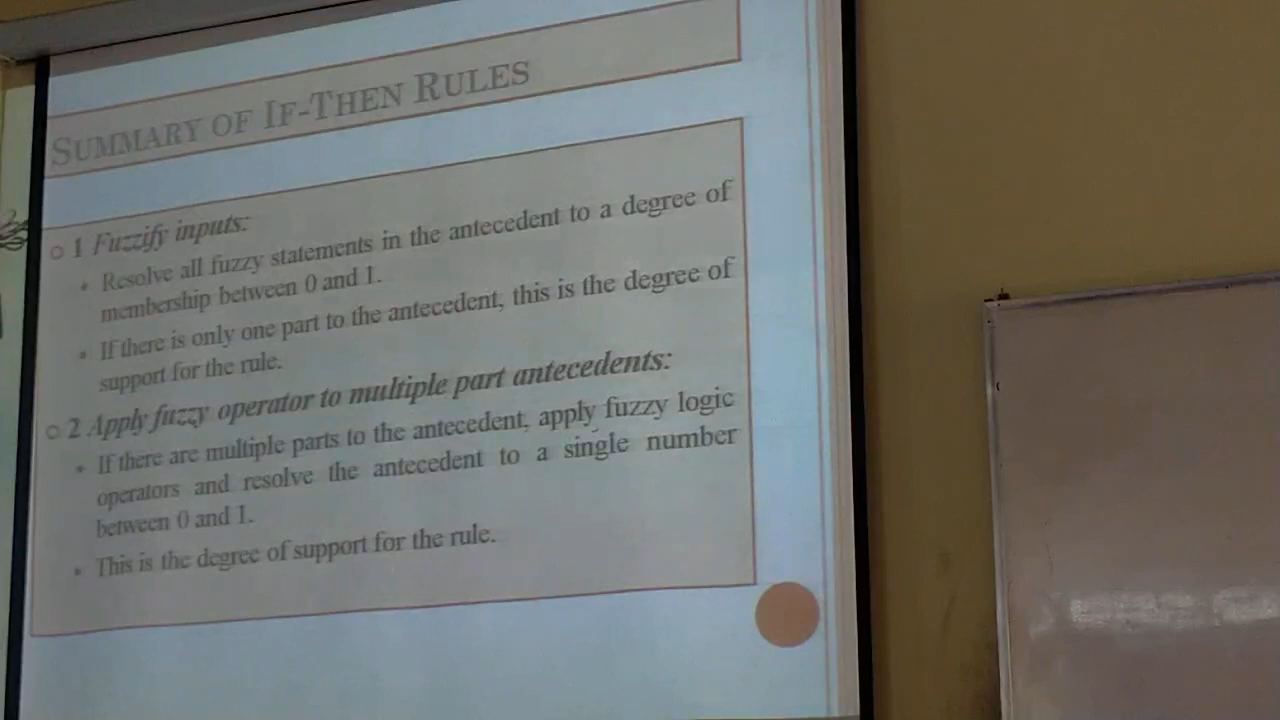 SUMMARY OF IF-THEN RULES
1 Fuzzify inputs:
Resolve all fuzzy statements in the antecedent to a degree of
membership between 0 and 1.
If there is only one part to the antecedent, this is the degree of
support for the rule.
2 Apply fuzzy operator to multiple part antecedents:
If there are multiple parts to the antecedent, apply fuzzy logic
operators and resolve the antecedent to a single number
between 0 and 1.
This is the degree of support for the rule.